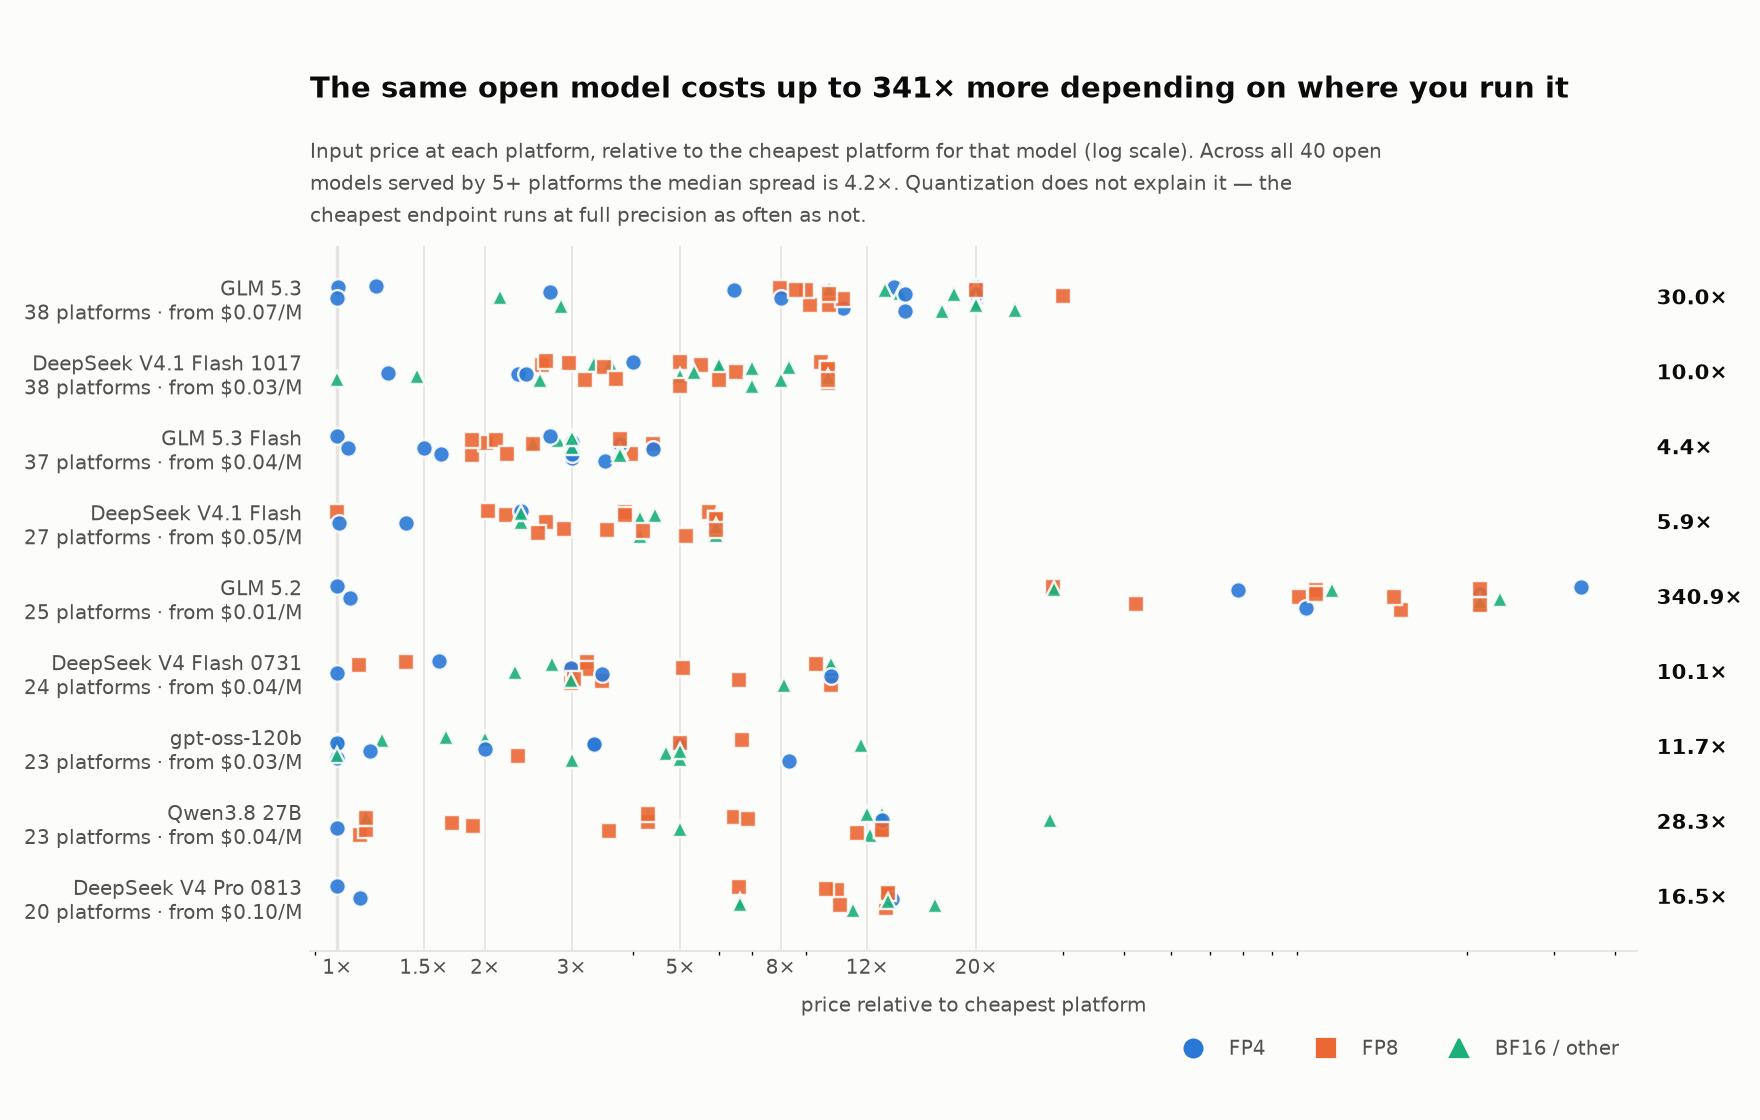 The same open model costs up to 341× more depending on where you run it
Input price at each platform, relative to the cheapest platform for that model (log scale). Across all 40 open
models served by 5+ platforms the median spread is 4.2×. Quantization does not explain it — the
cheapest endpoint runs at full precision as often as not.
GLM 5.3
38 platforms · from $0.07/M
30.0×
DeepSeek V4.1 Flash 1017
38 platforms · from $0.03/M
10.0×
GLM 5.3 Flash
37 platforms · from $0.04/M
4.4×
DeepSeek V4.1 Flash
27 platforms · from $0.05/M
5.9×
GLM 5.2
25 platforms · from $0.01/M
340.9×
DeepSeek V4 Flash 0731
24 platforms · from $0.04/M
10.1×
gpt-oss-120b
23 platforms · from $0.03/M
11.7×
Qwen3.8 27B
23 platforms · from $0.04/M
28.3×
DeepSeek V4 Pro 0813
20 platforms · from $0.10/M
16.5×
1× 1.5× 2× 3× 5× 8× 12× 20×
price relative to cheapest platform
FP4 FP8 BF16 / other